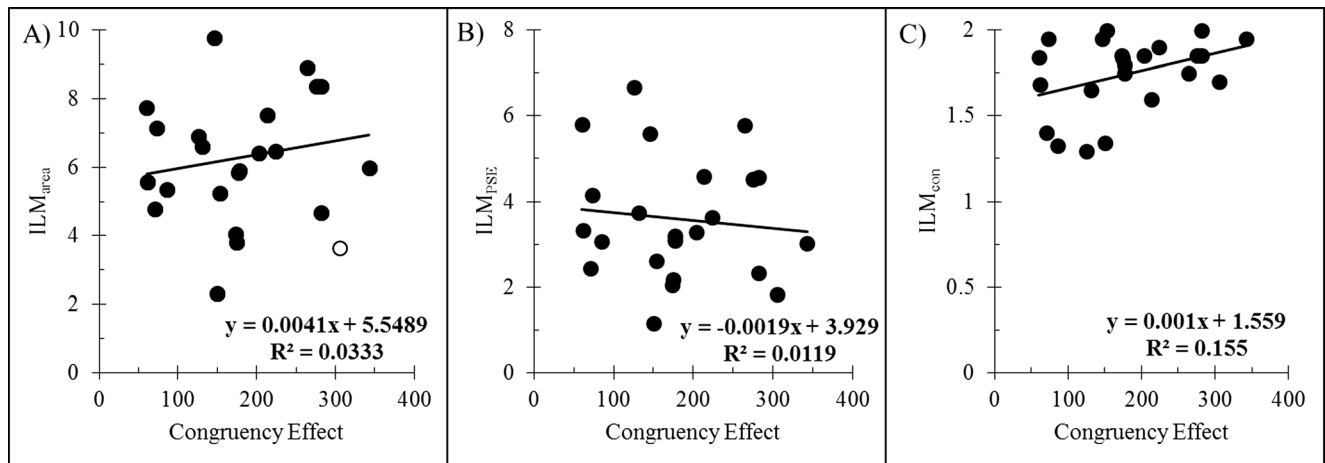 A)
10
8
6
4
2
0
ILMarea
y = 0.0041x + 5.5489
R² = 0.0333
0 100 200 300 400
Congruency Effect
B)
8
6
4
2
0
ILMPSE
y = -0.0019x + 3.929
R² = 0.0119
0 100 200 300 400
Congruency Effect
C)
2
1.5
1
0.5
0
ILMcon
y = 0.001x + 1.559
R² = 0.155
0 100 200 300 400
Congruency Effect